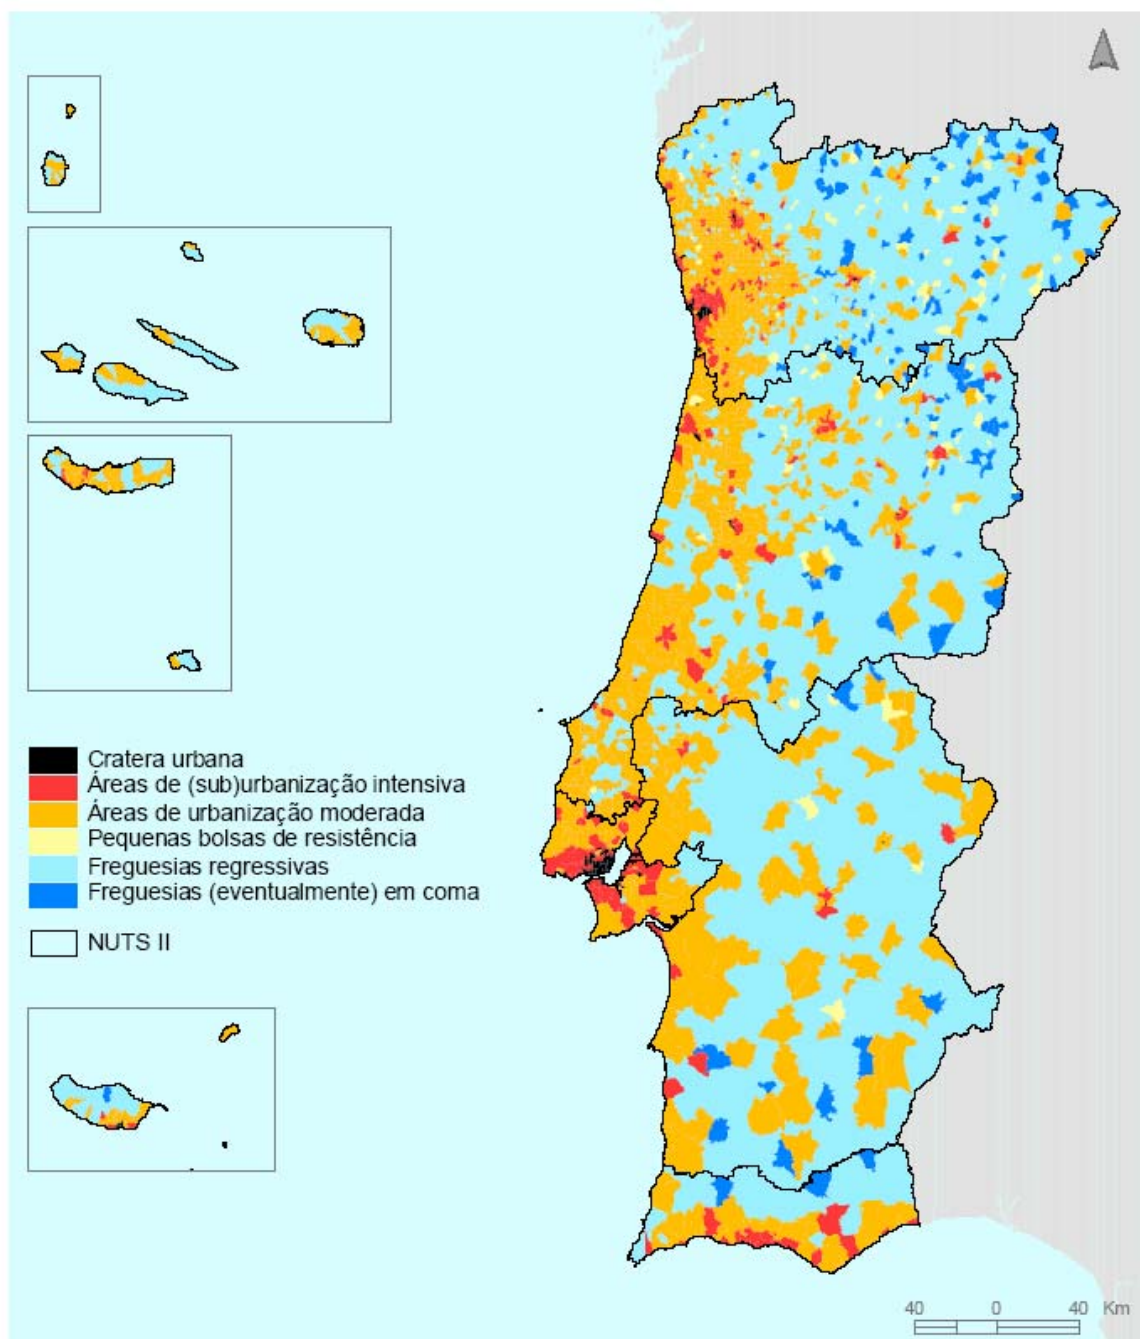 Cratera urbana
Áreas de (sub)urbanização intensiva
Áreas de urbanização moderada
Pequenas bolsas de resistência
Freguesias regressivas
Freguesias (eventualmente) em coma
NUTS II
40 0 40 Km